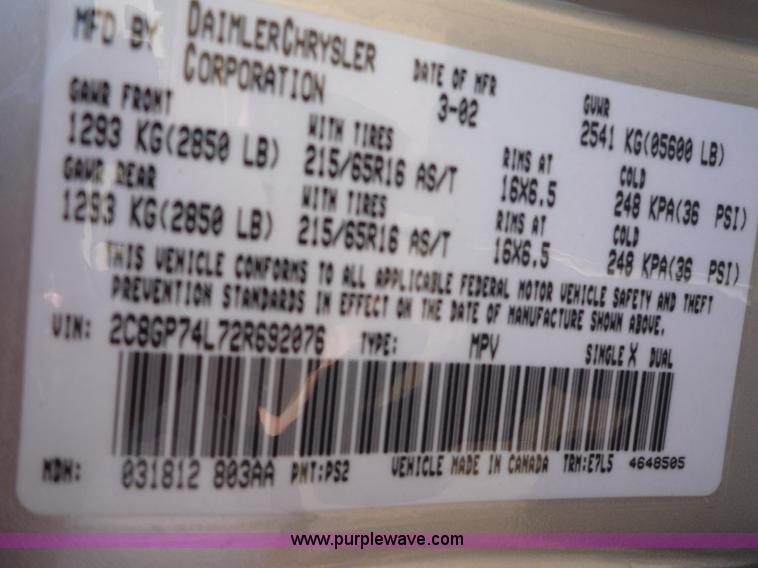 MFD BY DAIMLERCHRYSLER CORPORATION DATE OF MFR 3-02 GVWR 2541 KG(05600 LB)
GAWR FRONT WITH TIRES RIMS AT COLD
1293 KG(2850 LB) 215/65R16 AS/T 16X6.5 248 KPA(36 PSI)
GAWR REAR WITH TIRES RIMS AT COLD
1293 KG(2850 LB) 215/65R16 AS/T 16X6.5 248 KPA(36 PSI)
THIS VEHICLE CONFORMS TO ALL APPLICABLE FEDERAL MOTOR VEHICLE SAFETY AND THEFT
PREVENTION STANDARDS IN EFFECT ON THE DATE OF MANUFACTURE SHOWN ABOVE.
VIN: 2C8GP74L72R692076 TYPE: MPV SINGLE X DUAL
MDH: 031812 803AA PNT:PS2 VEHICLE MADE IN CANADA TRM:E7L5 4648505
www.purplewave.com